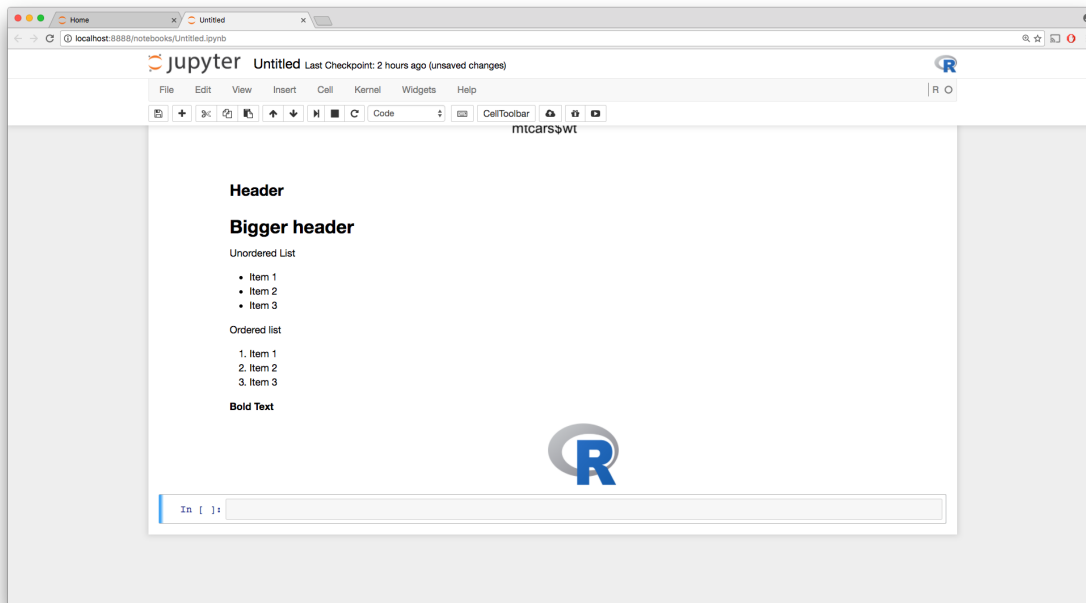 Home
Untitled
localhost:8888/notebooks/Untitled.ipynb
jupyter Untitled Last Checkpoint: 2 hours ago (unsaved changes)
R
File Edit View Insert Cell Kernel Widgets Help
R
Code
CellToolbar
mtcars$wt
Header
Bigger header
Unordered List
• Item 1
• Item 2
• Item 3
Ordered list
1. Item 1
2. Item 2
3. Item 3
Bold Text
R
In [ ]: